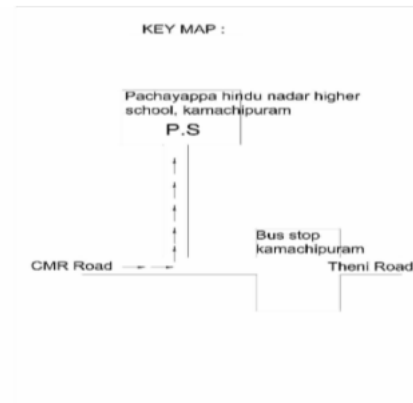 KEY MAP :
Pachayappa hindu nadar higher
school, kamachipuram
P.S
Bus stop
kamachipuram
CMR Road
Theni Road